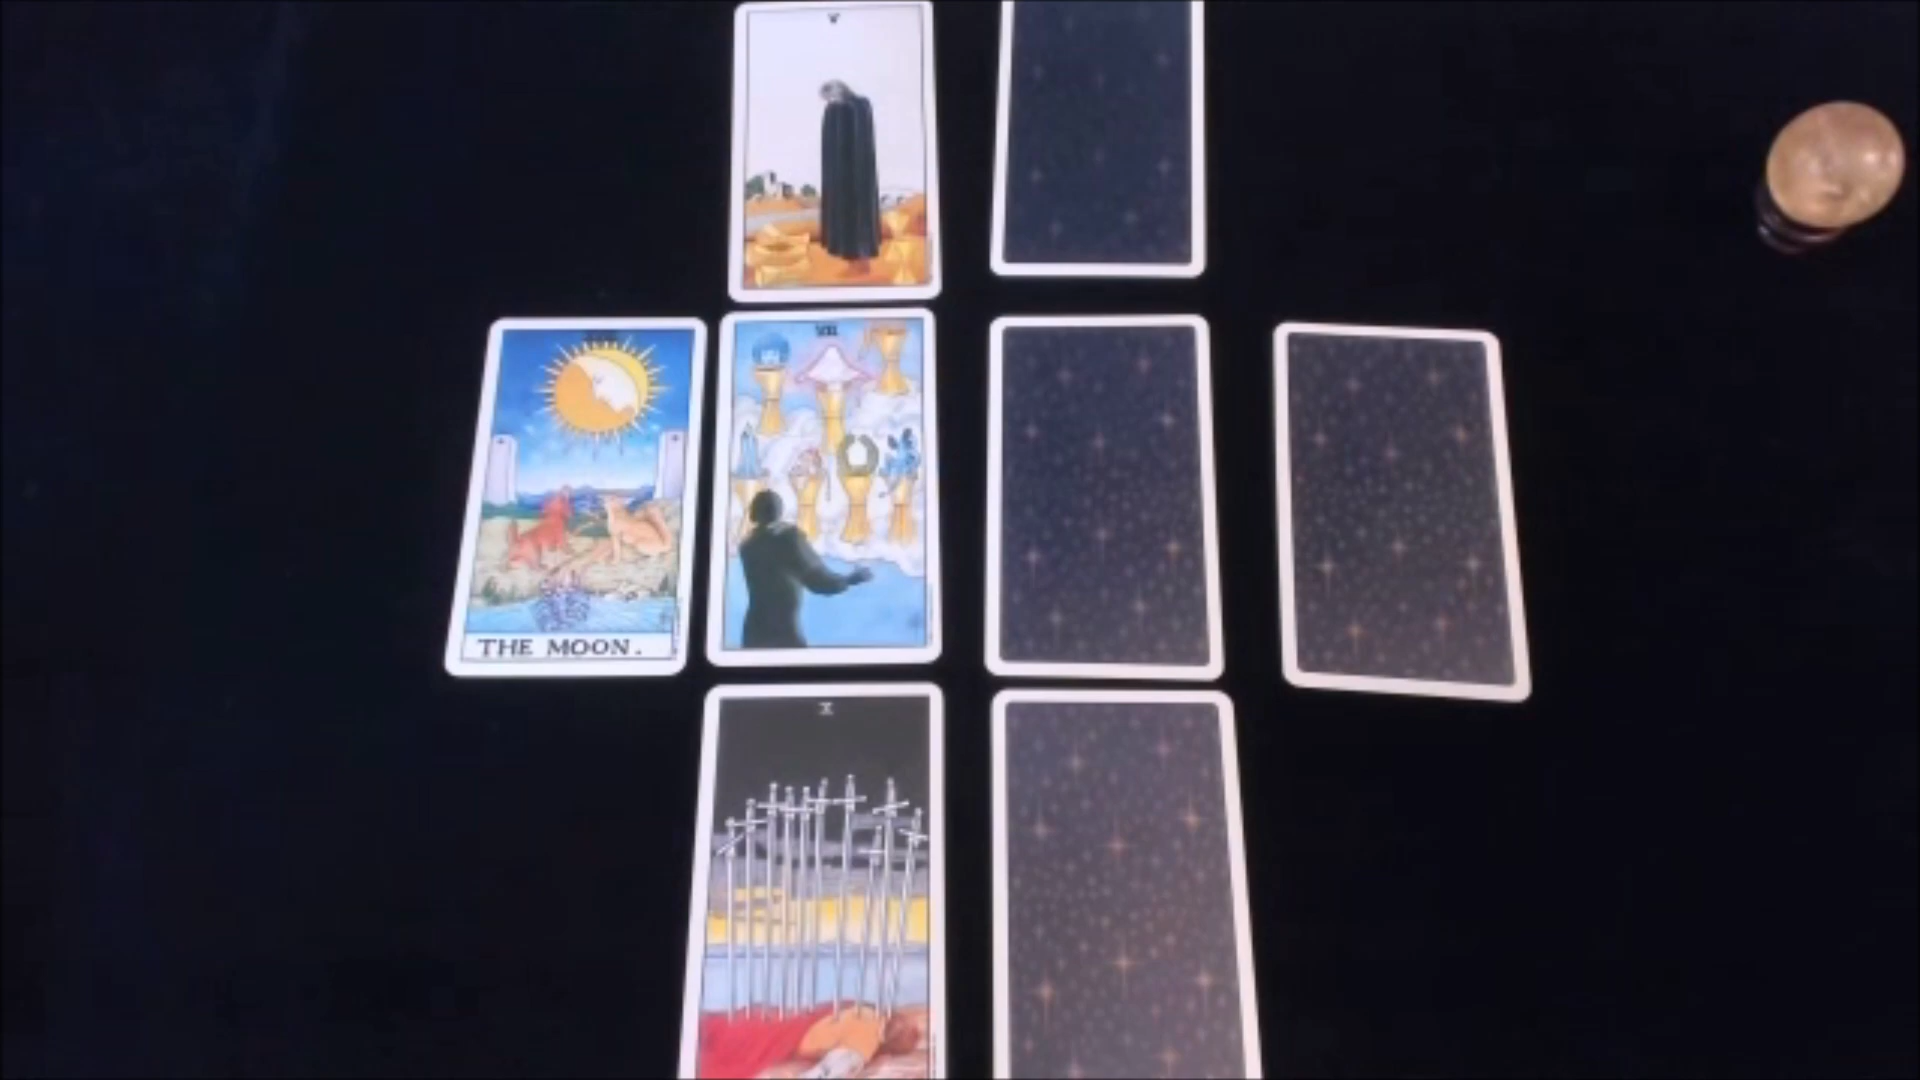 V
VII
THE MOON.
X